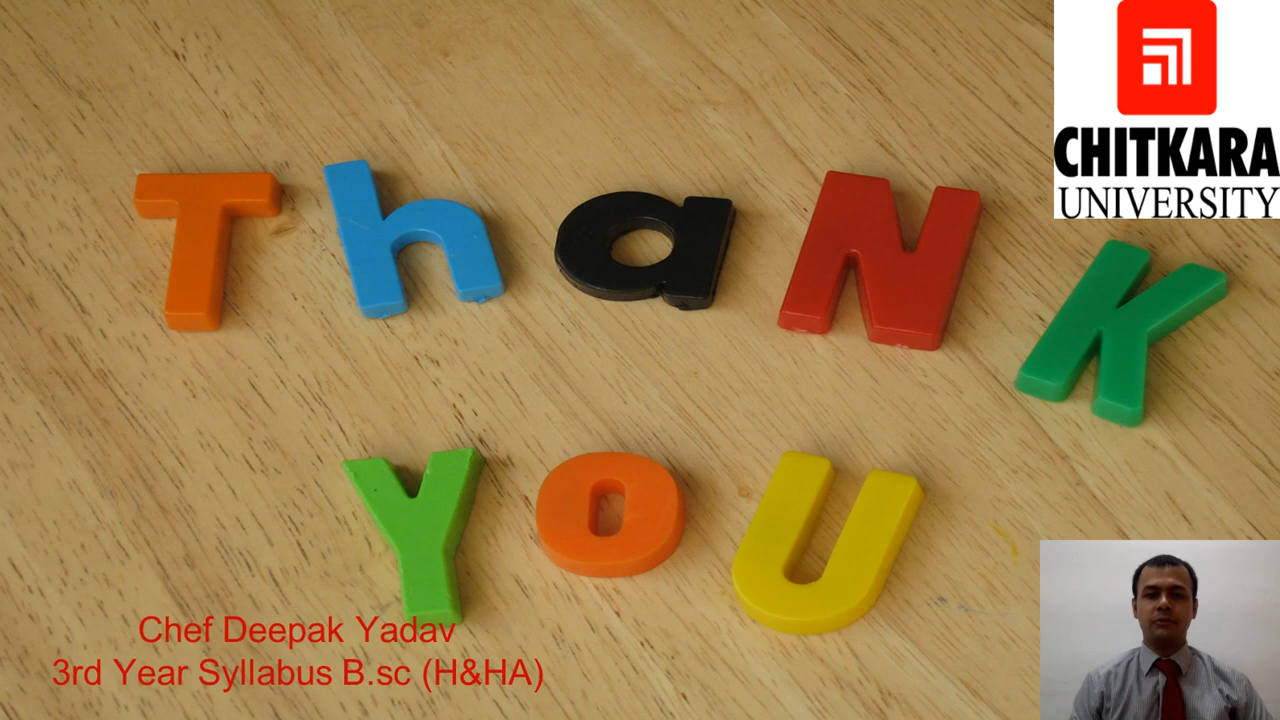 CHITKARA
UNIVERSITY
ThaNK
YOU
Chef Deepak Yadav
3rd Year Syllabus B.sc (H&HA)